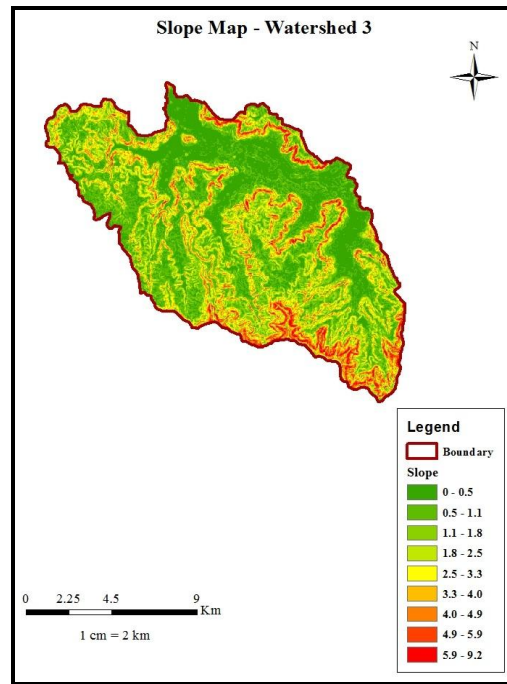 Slope Map - Watershed 3
N
Legend
Boundary
Slope
0 - 0.5
0.5 - 1.1
1.1 - 1.8
1.8 - 2.5
2.5 - 3.3
3.3 - 4.0
4.0 - 4.9
4.9 - 5.9
5.9 - 9.2
0 2.25 4.5 9
Km
1 cm = 2 km